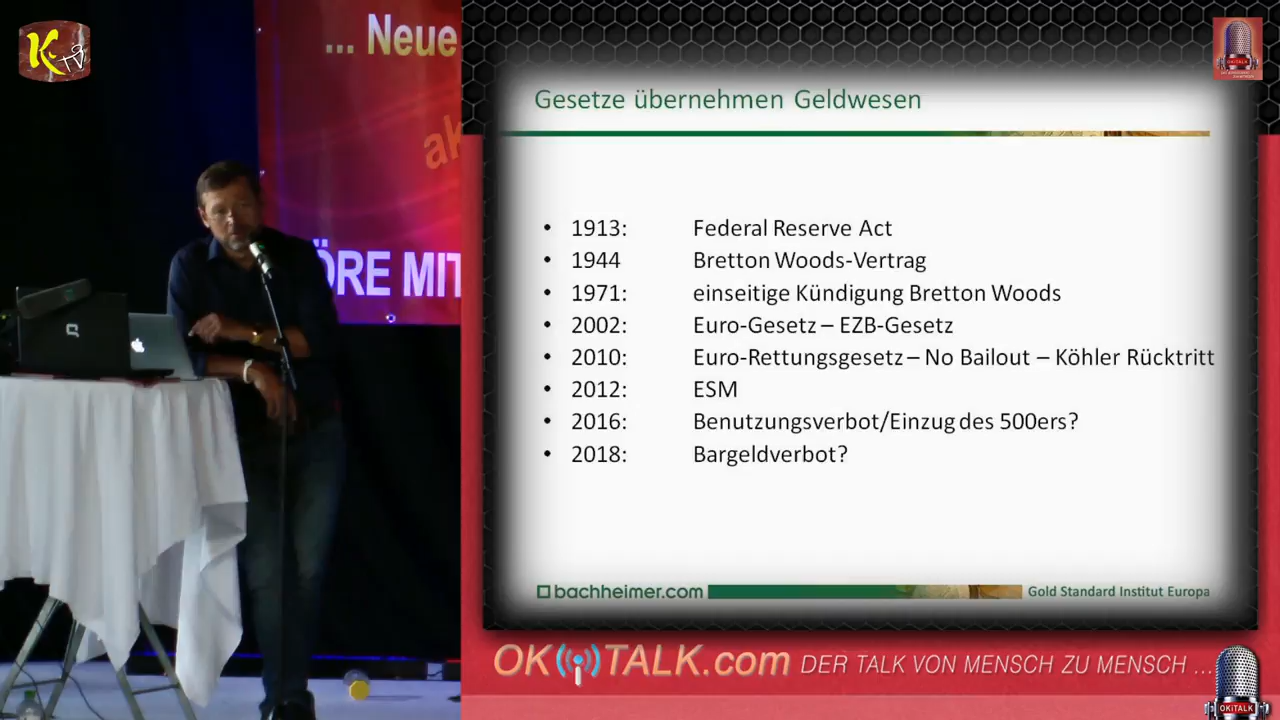 K TV
... Neue
ak
ÖRE MIT
Gesetze übernehmen Geldwesen
• 1913: Federal Reserve Act
• 1944 Bretton Woods-Vertrag
• 1971: einseitige Kündigung Bretton Woods
• 2002: Euro-Gesetz – EZB-Gesetz
• 2010: Euro-Rettungsgesetz – No Bailout – Köhler Rücktritt
• 2012: ESM
• 2016: Benutzungsverbot/Einzug des 500ers?
• 2018: Bargeldverbot?
bachheimer.com
Gold Standard Institut Europa
OKiTALK.com DER TALK VON MENSCH ZU MENSCH ...
OKiTALK
OKiTALK